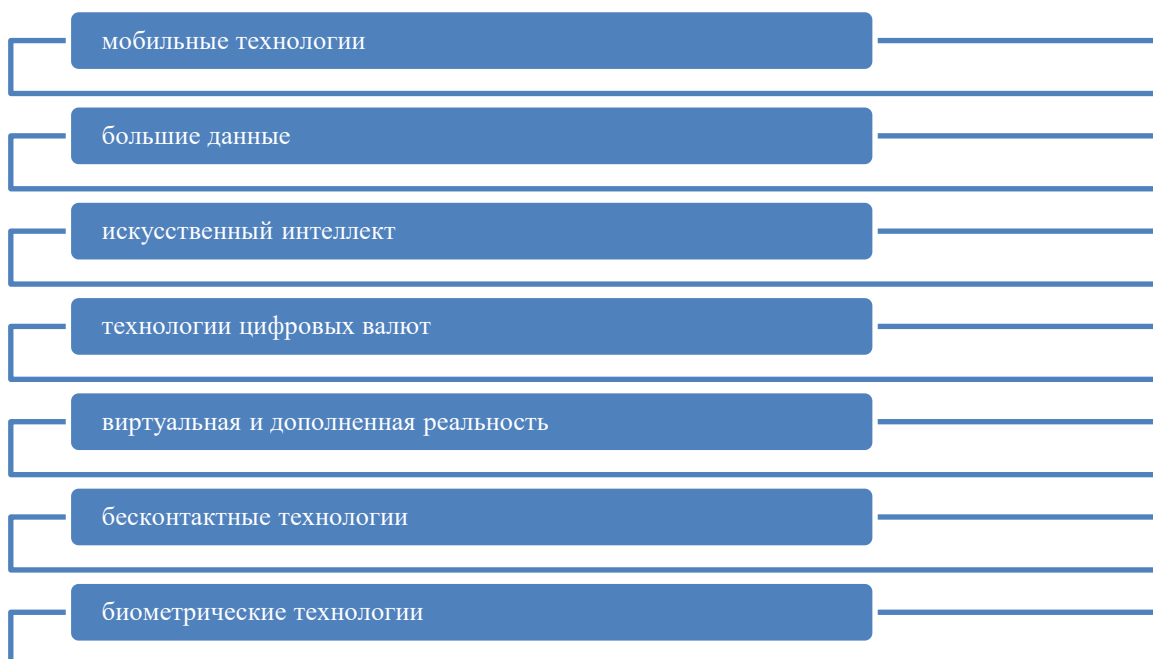 мобильные технологии
большие данные
искусственный интеллект
технологии цифровых валют
виртуальная и дополненная реальность
бесконтактные технологии
биометрические технологии